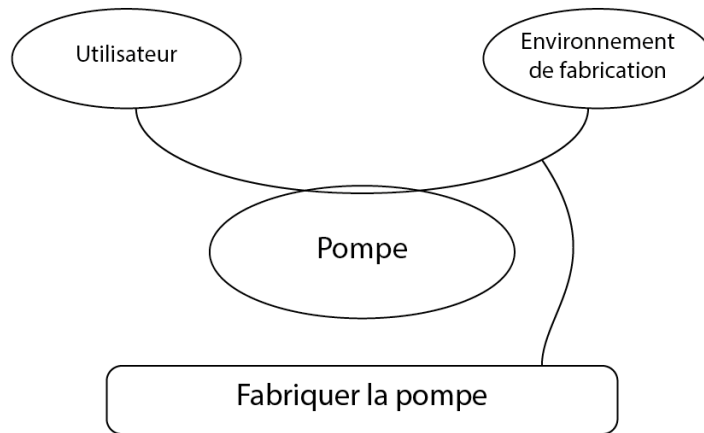 Utilisateur
Environnement
de fabrication
Pompe
Fabriquer la pompe